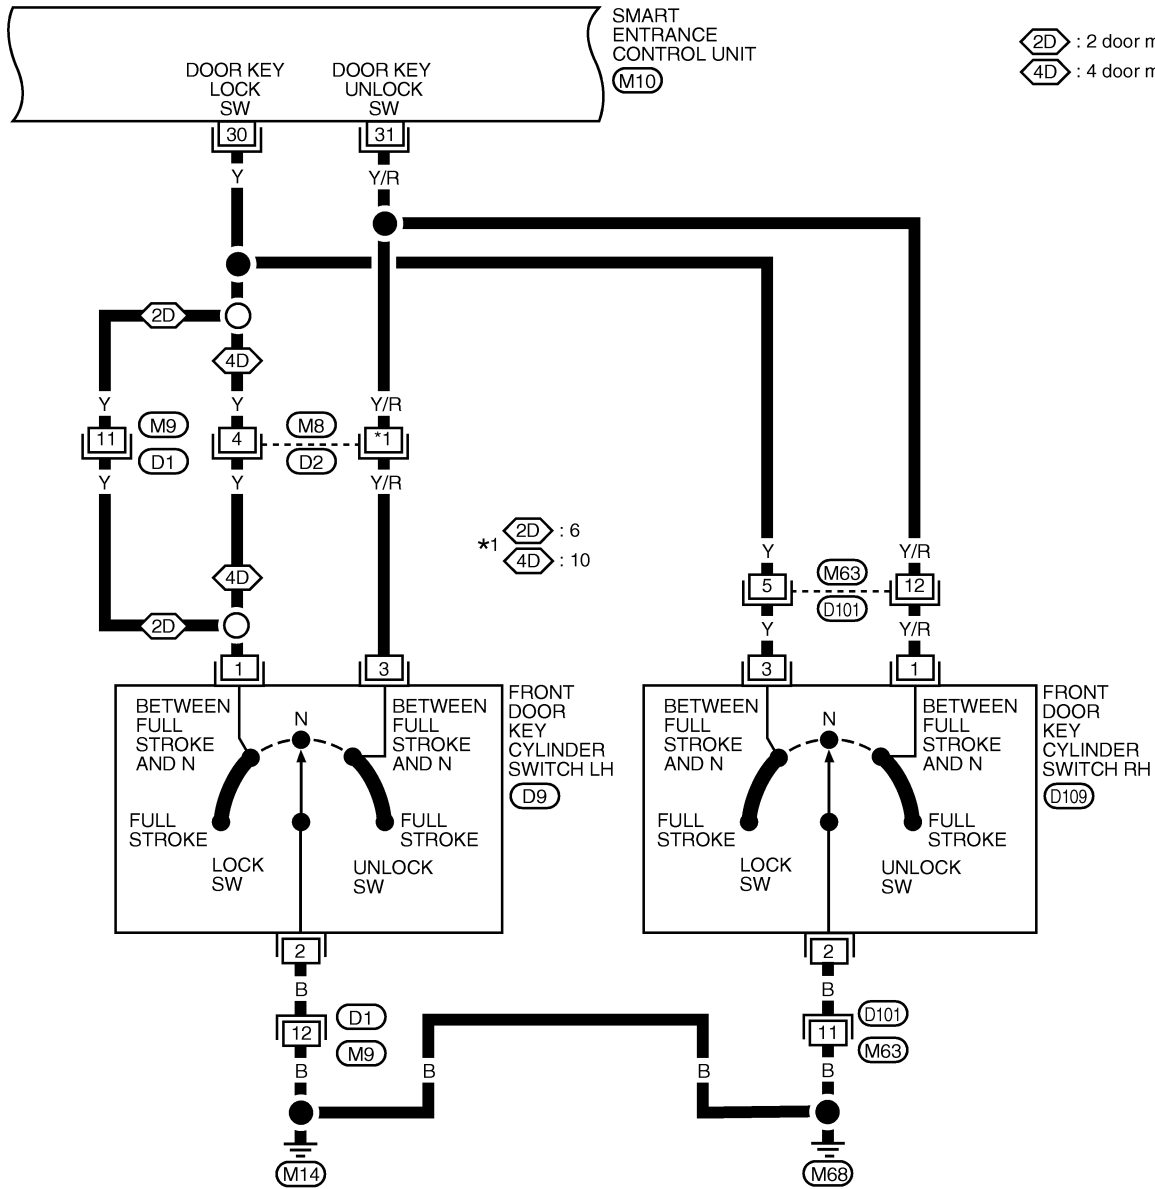 SMART
ENTRANCE
CONTROL UNIT
M10
2D : 2 door m
4D : 4 door m
DOOR KEY
LOCK
SW
DOOR KEY
UNLOCK
SW
30
31
Y
Y/R
2D
4D
Y
Y
Y/R
11
M9
D1
4
M8
D2
*1
Y
Y
Y/R
*1
2D : 6
4D : 10
Y
Y/R
5
M63
D101
12
4D
2D
Y
Y/R
1
3
3
1
BETWEEN
FULL
STROKE
AND N
N
BETWEEN
FULL
STROKE
AND N
FULL
STROKE
FULL
STROKE
LOCK
SW
UNLOCK
SW
FRONT
DOOR
KEY
CYLINDER
SWITCH LH
D9
BETWEEN
FULL
STROKE
AND N
N
BETWEEN
FULL
STROKE
AND N
FULL
STROKE
FULL
STROKE
LOCK
SW
UNLOCK
SW
FRONT
DOOR
KEY
CYLINDER
SWITCH RH
D109
2
2
B
B
12
D1
M9
11
D101
M63
B
B
B
B
M14
M68